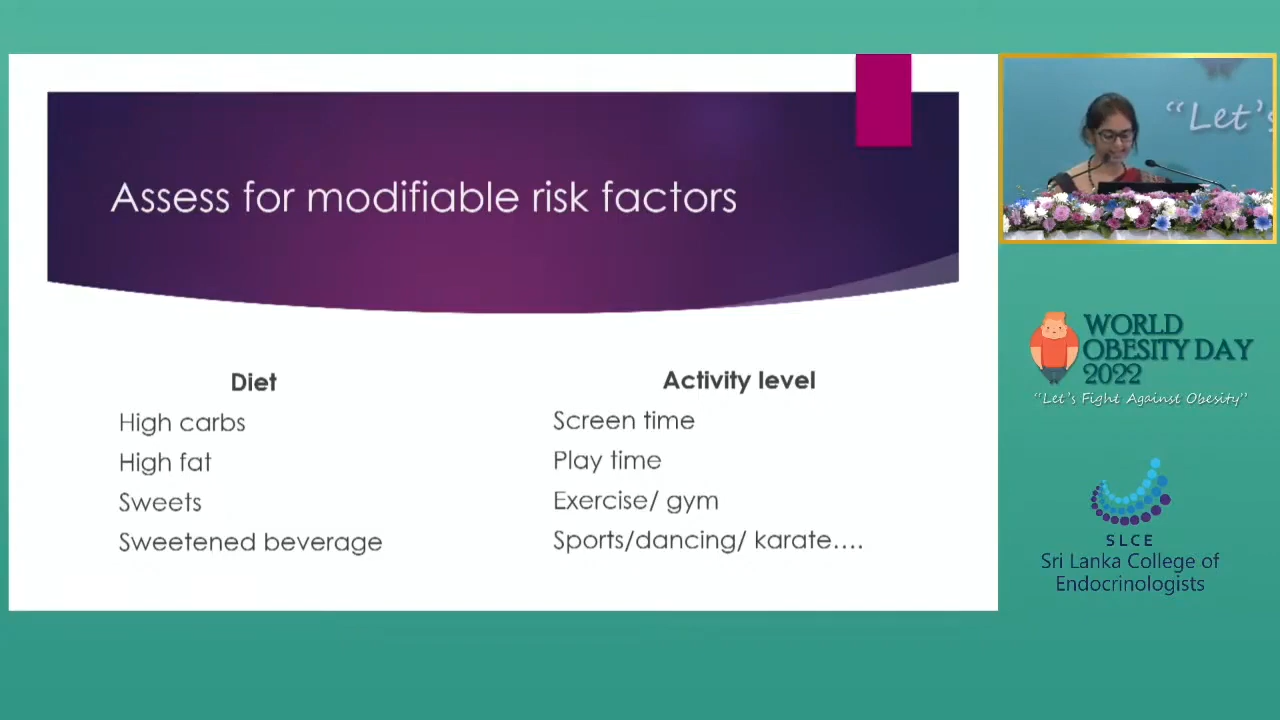 Assess for modifiable risk factors
Diet
High carbs
High fat
Sweets
Sweetened beverage
Activity level
Screen time
Play time
Exercise/ gym
Sports/dancing/ karate....
"Let's
WORLD
OBESITY DAY
2022
"Let's Fight Against Obesity"
SLCE
Sri Lanka College of
Endocrinologists